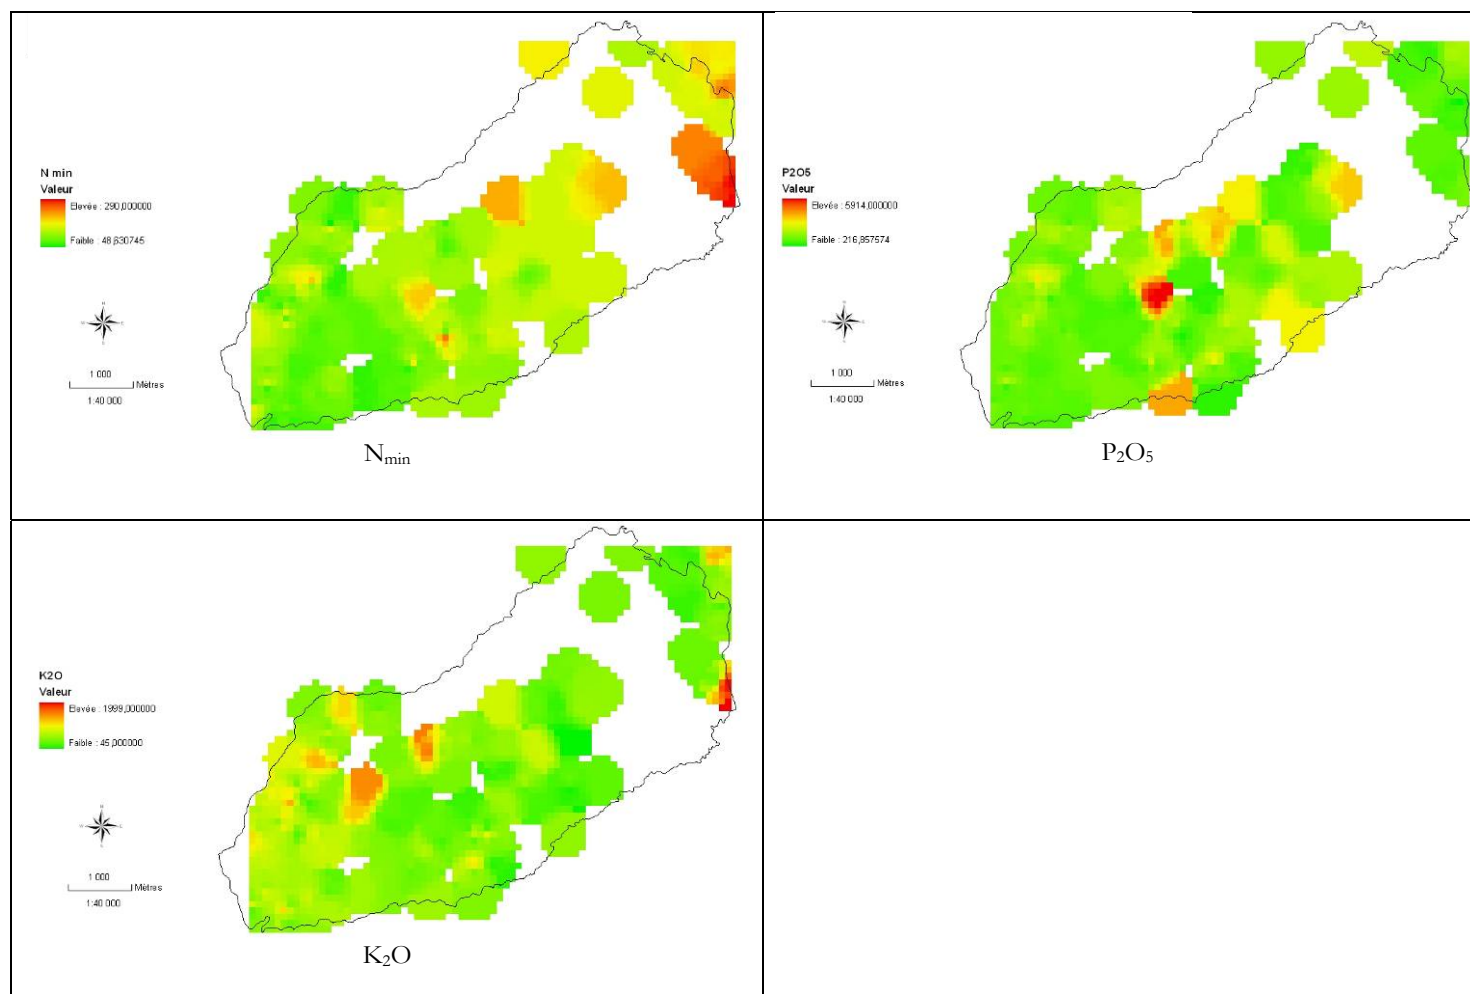 N min
Valeur
Elevée : 290,000000
Faible : 48,630745
1 000
Mètres
1:40 000
N
W
E
S
Nmin
P2O5
Valeur
Elevée : 5914,000000
Faible : 216,857574
1 000
Mètres
1:40 000
P₂O₅
K2O
Valeur
Elevée : 1999,000000
Faible : 45,000000
1 000
Mètres
1:40 000
K₂O